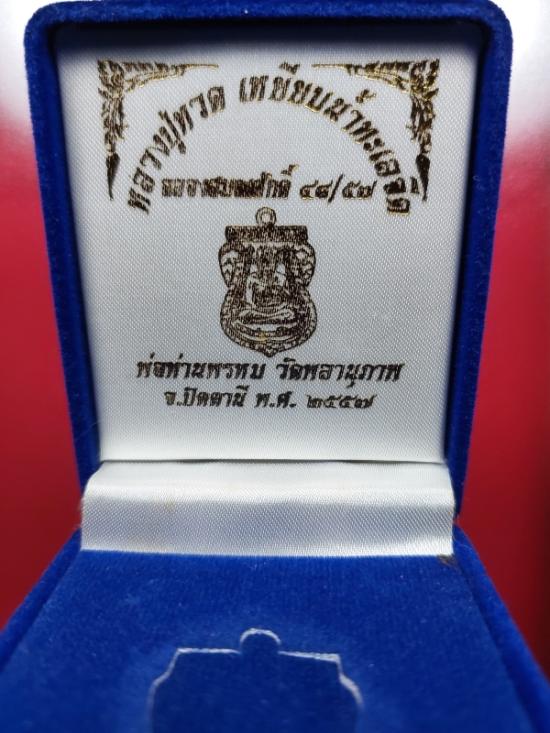 หลวงปู่ทวด เหยียบน้ำทะเลจืด
ฉลองสมณศักดิ์ ๔๘/๕๗
พ่อท่านพรหม วัดพลานุภาพ
จ.ปัตตานี พ.ศ. ๒๕๕๗